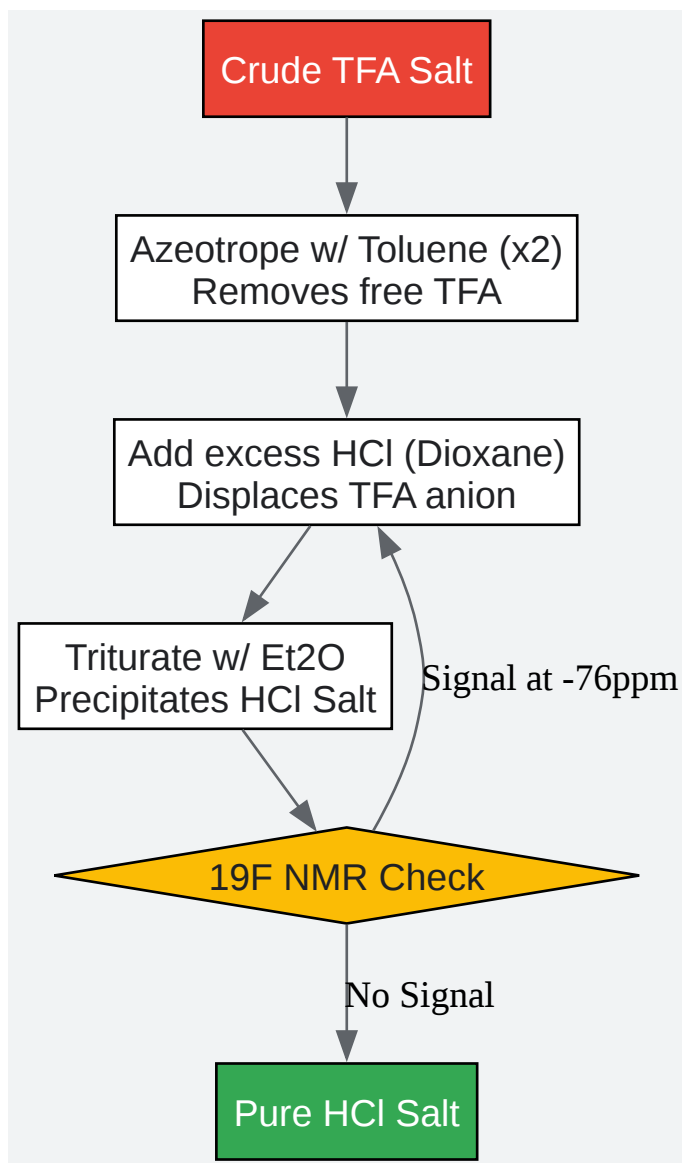 Crude TFA Salt
Azeotrope w/ Toluene (x2)
Removes free TFA
Add excess HCl (Dioxane)
Displaces TFA anion
Triturate w/ Et2O
Precipitates HCl Salt
Signal at -76ppm
19F NMR Check
No Signal
Pure HCl Salt